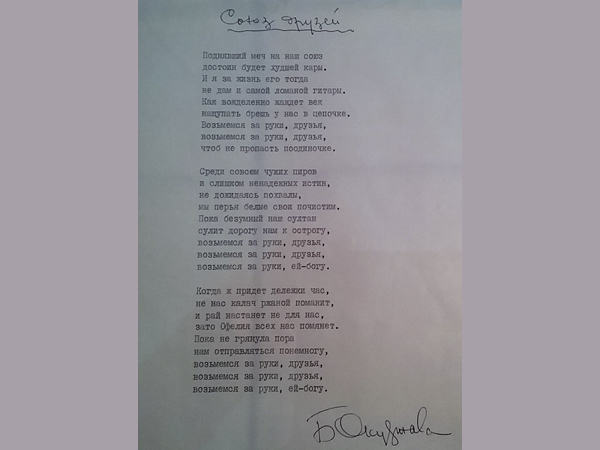 Союз друзей
Поднявший меч на наш союз
достоин будет худшей кары.
И я за жизнь его тогда
не дам и самой ломаной гитары.
Как вожделенно жаждет век
нащупать брешь у нас в цепочке.
Возьмемся за руки, друзья,
возьмемся за руки, друзья,
чтоб не пропасть поодиночке.
Среди совсем чужих пиров
и слишком ненадежных истин,
не дожидаясь похвалы,
мы перья белые свои почистим.
Пока безумный наш султан
сулит дорогу нам к острогу,
возьмемся за руки, друзья,
возьмемся за руки, друзья,
возьмемся за руки, ей-богу.
Когда ж придет дележки час,
не нас калач ржаной поманит,
и рай настанет не для нас,
зато Офелия всех нас помянет.
Пока не грянула пора
нам отправляться понемногу,
возьмемся за руки, друзья,
возьмемся за руки, друзья,
возьмемся за руки, ей-богу.
Б Окуджава